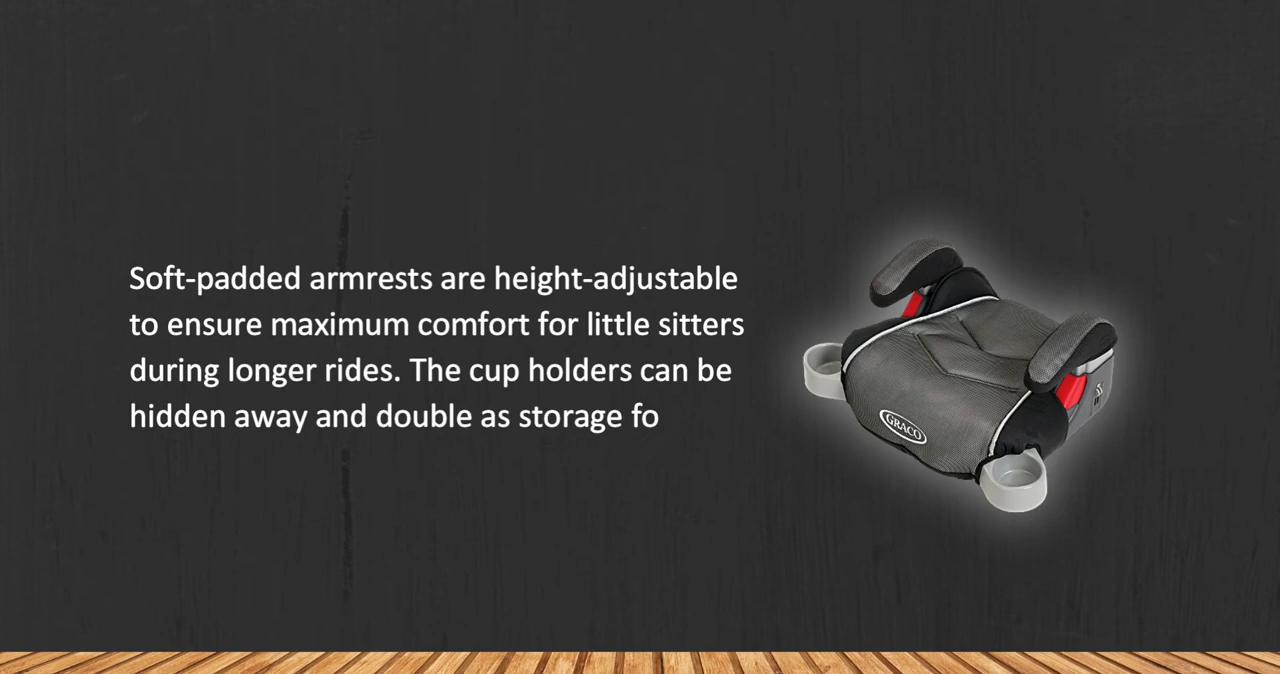 Soft-padded armrests are height-adjustable
to ensure maximum comfort for little sitters
during longer rides. The cup holders can be
hidden away and double as storage fo
GRACO